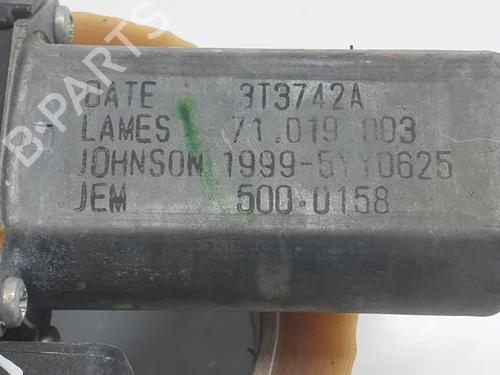 DATE 3T3742A
LAMES 71.019 003
JOHNSON 1999-5YY0625
JEM 500-0158
B-PARTS